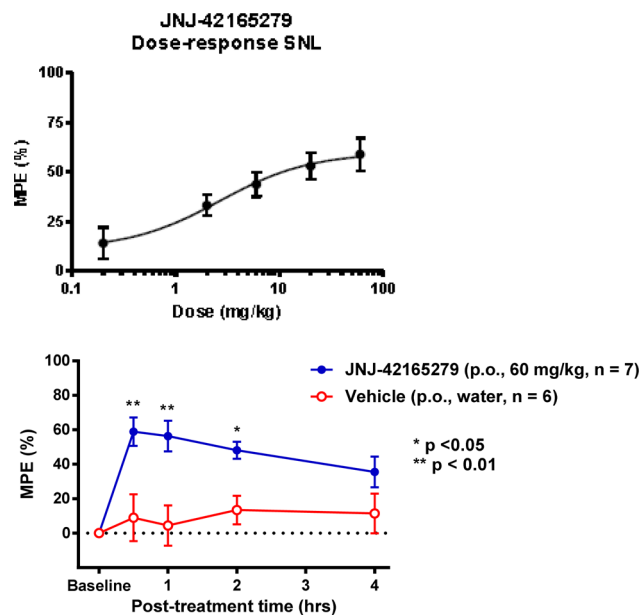 JNJ-42165279
Dose-response SNL
MPE (%)
100
75
50
25
0
0.1
1
10
100
Dose (mg/kg)
JNJ-42165279 (p.o., 60 mg/kg, n = 7)
Vehicle (p.o., water, n = 6)
* p <0.05
** p < 0.01
MPE (%)
100
80
60
40
20
0
**
**
*
Baseline
1
2
3
4
Post-treatment time (hrs)